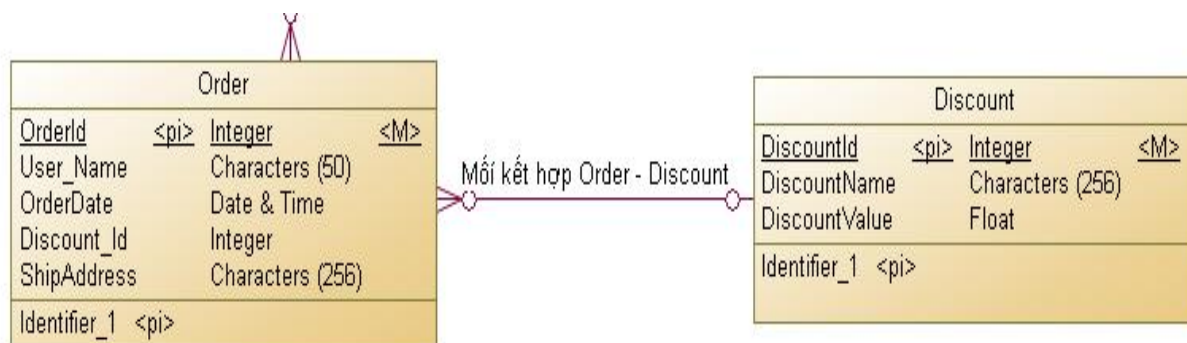 Order
OrderId <pi> Integer <M>
User_Name Characters (50)
OrderDate Date & Time
Discount_Id Integer
ShipAddress Characters (256)
Identifier_1 <pi>
Mối kết hợp Order - Discount
Discount
DiscountId <pi> Integer <M>
DiscountName Characters (256)
DiscountValue Float
Identifier_1 <pi>